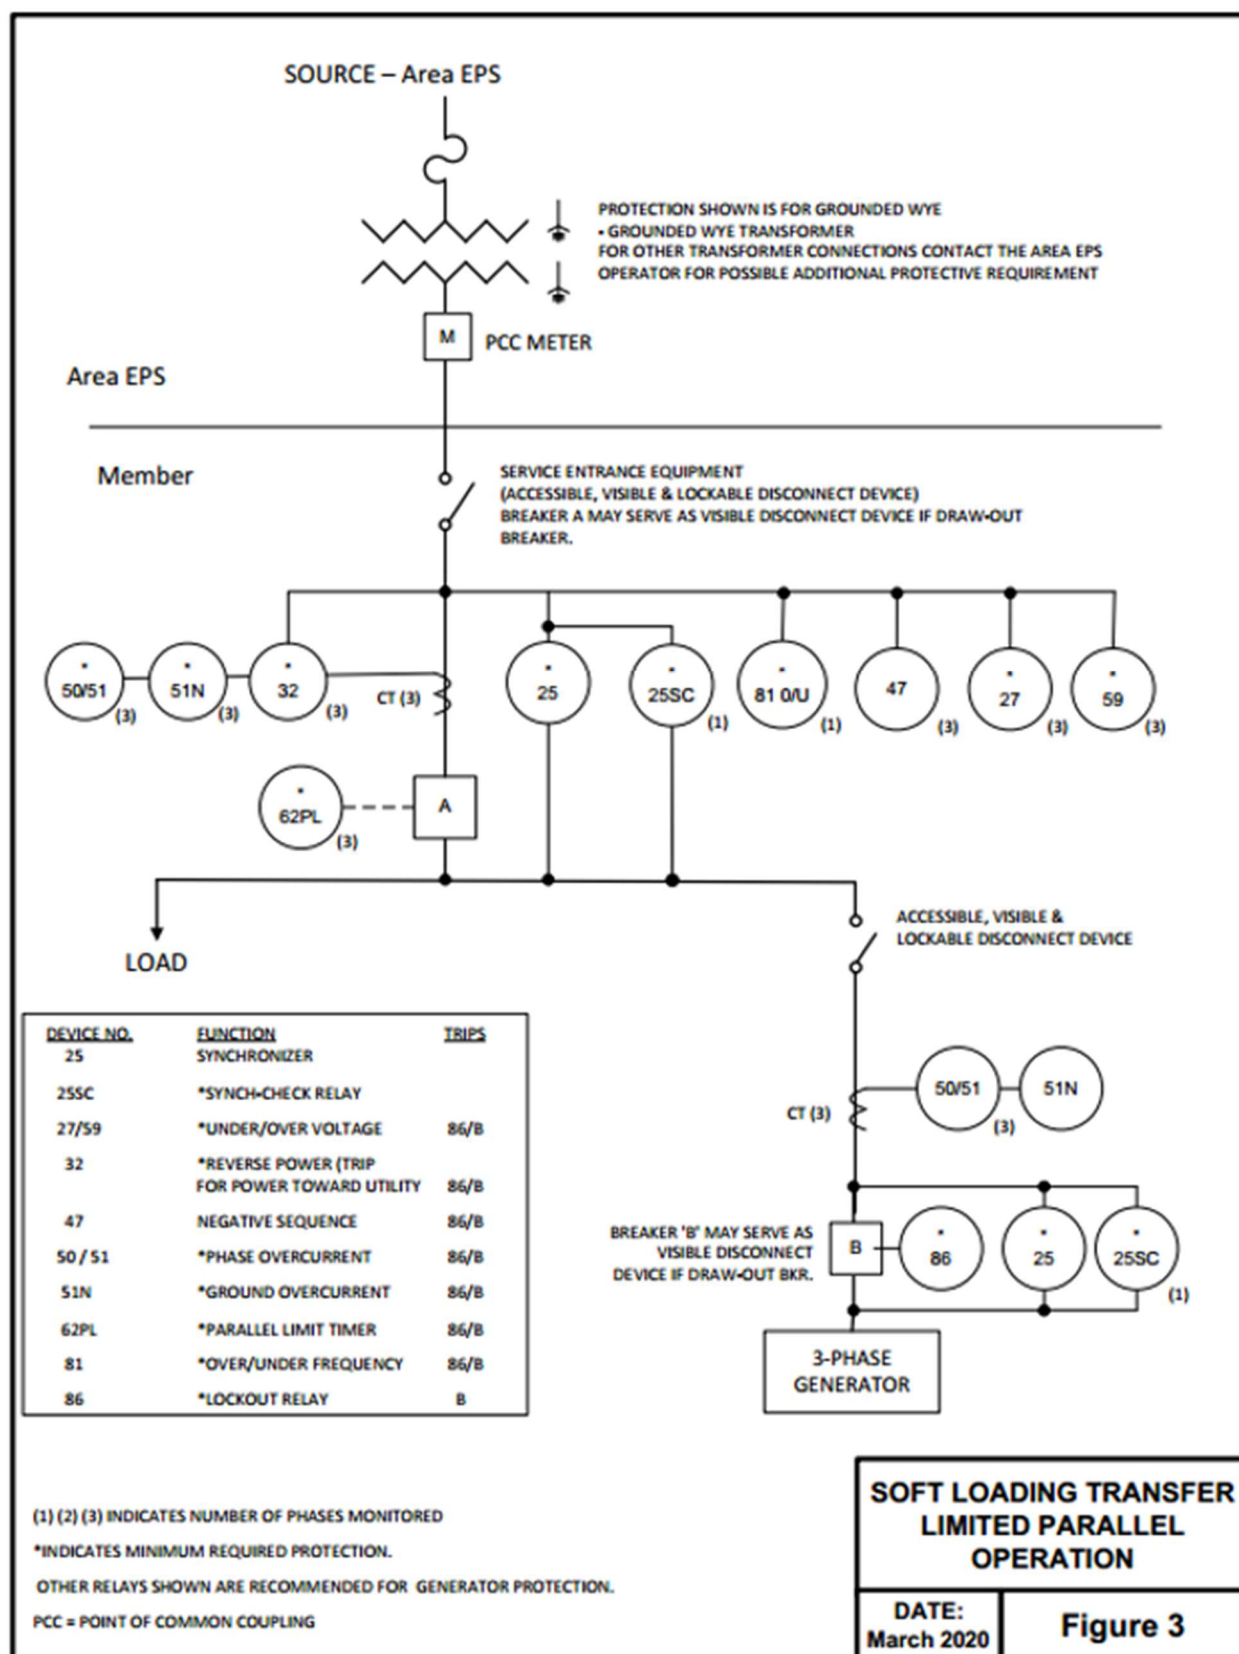 SOURCE – Area EPS
PROTECTION SHOWN IS FOR GROUNDED WYE
- GROUNDED WYE TRANSFORMER
FOR OTHER TRANSFORMER CONNECTIONS CONTACT THE AREA EPS
OPERATOR FOR POSSIBLE ADDITIONAL PROTECTIVE REQUIREMENT
M
PCC METER
Area EPS
Member
SERVICE ENTRANCE EQUIPMENT
(ACCESSIBLE, VISIBLE & LOCKABLE DISCONNECT DEVICE)
BREAKER A MAY SERVE AS VISIBLE DISCONNECT DEVICE IF DRAW-OUT
BREAKER.
* 50/51 (3)
* 51N (3)
* 32 (3)
CT (3)
* 25
* 25SC (1)
* 81 0/U (1)
47 (3)
* 27 (3)
* 59 (3)
* 62PL (3)
A
LOAD
ACCESSIBLE, VISIBLE &
LOCKABLE DISCONNECT DEVICE
CT (3)
50/51 (3)
51N
BREAKER 'B' MAY SERVE AS
VISIBLE DISCONNECT
DEVICE IF DRAW-OUT BKR.
B
* 86
* 25
* 25SC (1)
3-PHASE
GENERATOR
DEVICE NO. FUNCTION TRIPS
25 SYNCHRONIZER
25SC *SYNCH-CHECK RELAY
27/59 *UNDER/OVER VOLTAGE 86/B
32 *REVERSE POWER (TRIP
FOR POWER TOWARD UTILITY 86/B
47 NEGATIVE SEQUENCE 86/B
50 / 51 *PHASE OVERCURRENT 86/B
51N *GROUND OVERCURRENT 86/B
62PL *PARALLEL LIMIT TIMER 86/B
81 *OVER/UNDER FREQUENCY 86/B
86 *LOCKOUT RELAY B
(1) (2) (3) INDICATES NUMBER OF PHASES MONITORED
*INDICATES MINIMUM REQUIRED PROTECTION.
OTHER RELAYS SHOWN ARE RECOMMENDED FOR GENERATOR PROTECTION.
PCC = POINT OF COMMON COUPLING
SOFT LOADING TRANSFER
LIMITED PARALLEL
OPERATION
DATE:
March 2020
Figure 3